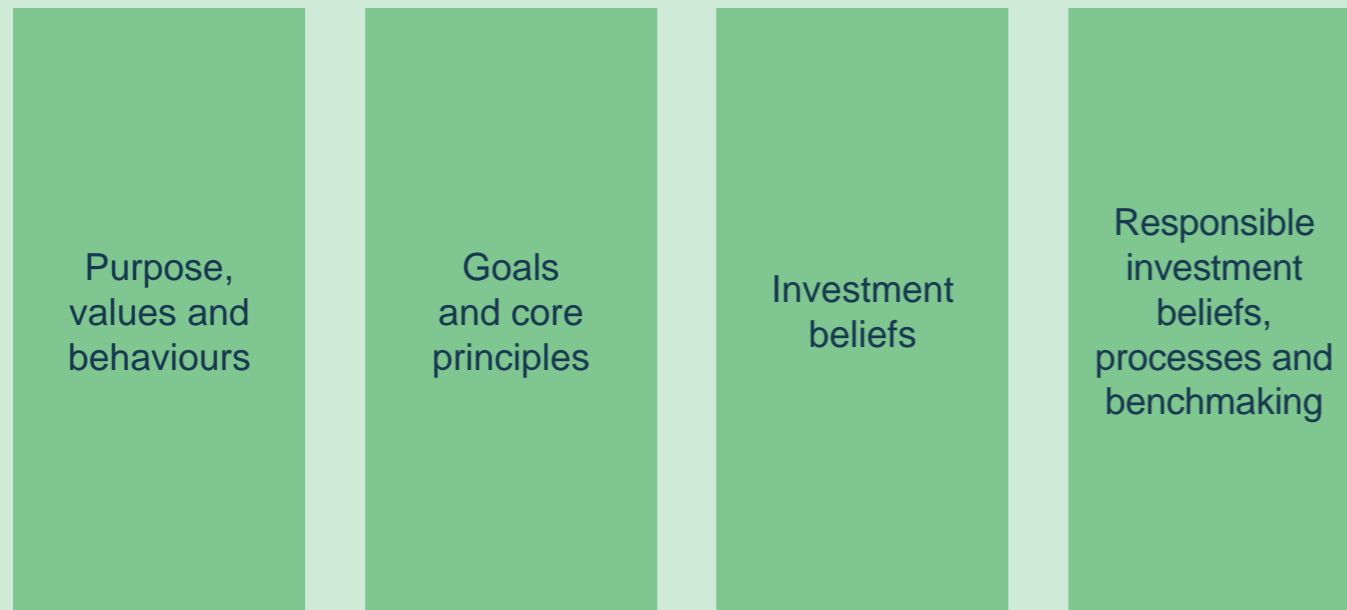 Purpose,
values and
behaviours
Goals
and core
principles
Investment
beliefs
Responsible
investment
beliefs,
processes and
benchmaking